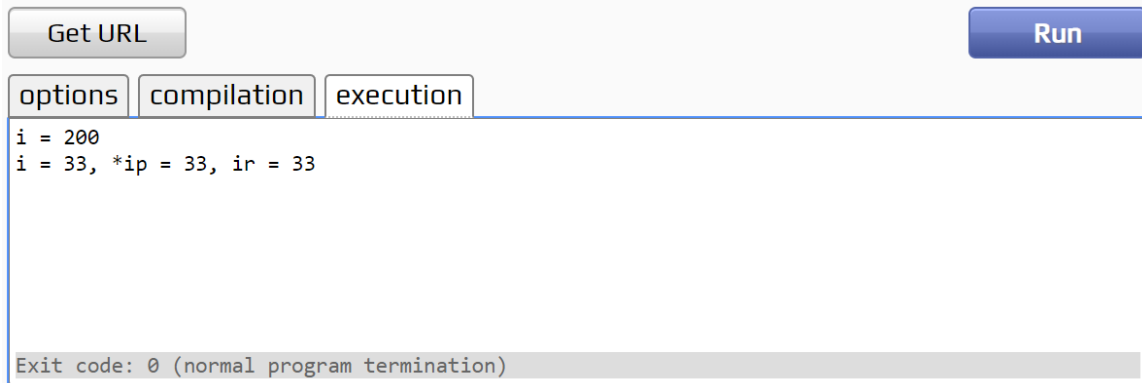 Get URL
Run
options compilation execution
i = 200
i = 33, *ip = 33, ir = 33
Exit code: 0 (normal program termination)